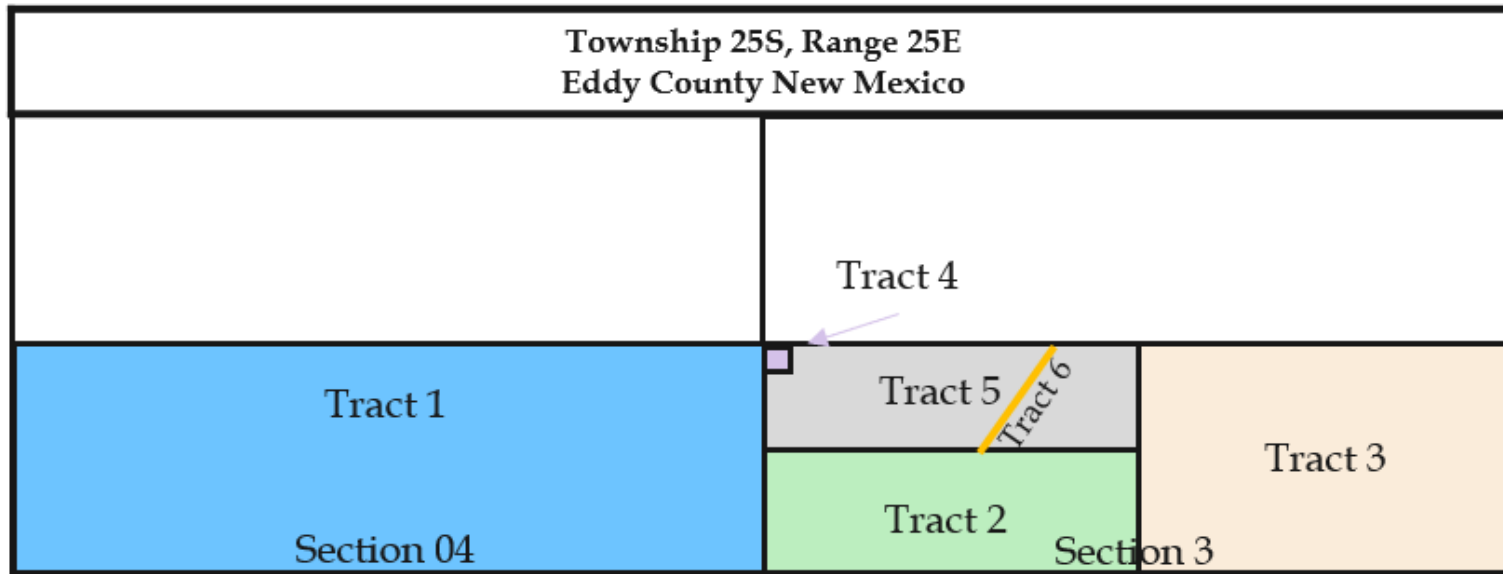 Township 25S, Range 25E
Eddy County New Mexico
Tract 4
Tract 1
Tract 5
Tract 6
Tract 3
Tract 2
Section 04
Section 3